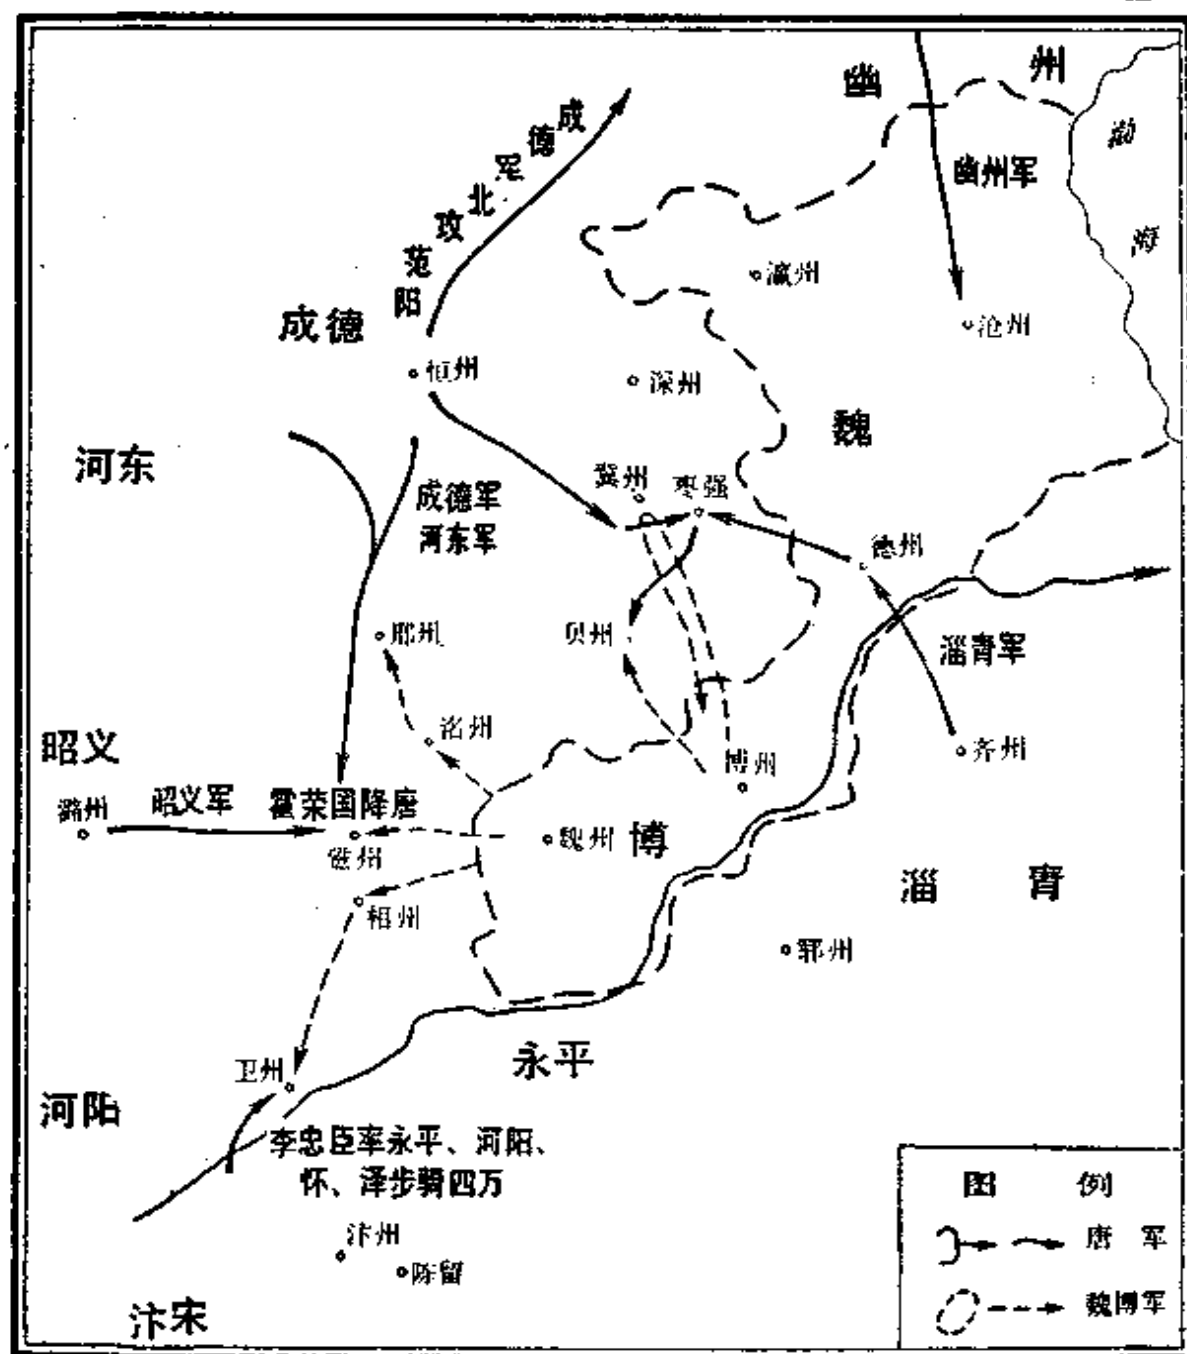 幽州
渤海
成德军北攻范阳
幽州军
瀛州
沧州
成德
恒州
深州
魏
河东
冀州
枣强
成德军
河东军
德州
邢州
贝州
淄青军
洺州
昭义
齐州
博州
潞州
昭义军
霍荣国降唐
磁州
魏州
博
相州
淄青
郓州
永平
卫州
河阳
李忠臣率永平、河阳、
怀、泽步骑四万
汴州
陈留
汴宋
图例
唐军
魏博军